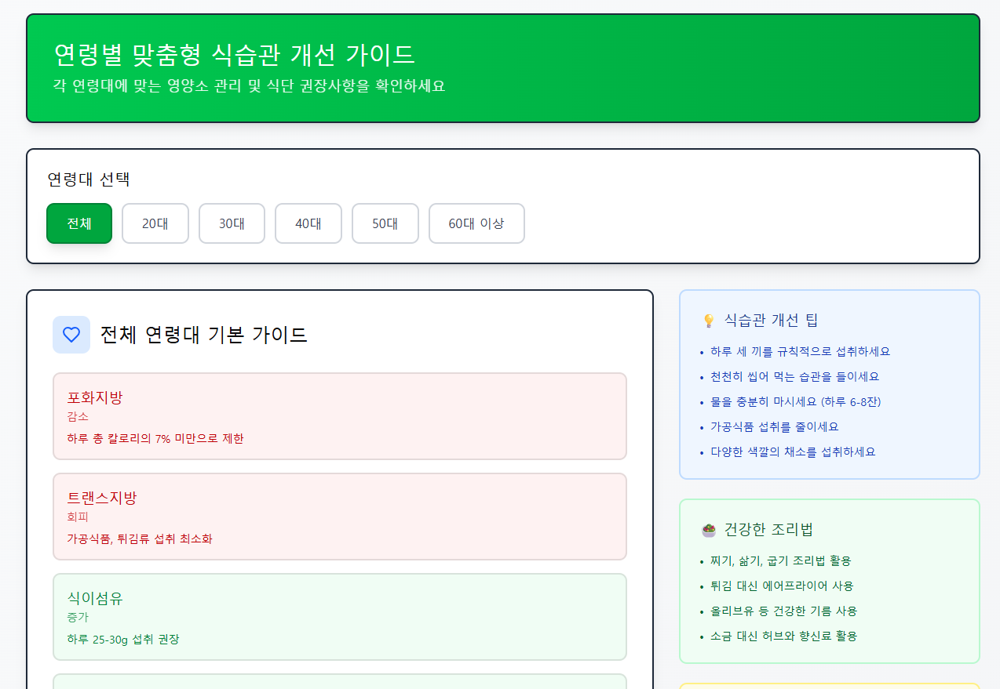 연령별 맞춤형 식습관 개선 가이드
각 연령대에 맞는 영양소 관리 및 식단 권장사항을 확인하세요
연령대 선택
전체
20대
30대
40대
50대
60대 이상
전체 연령대 기본 가이드
포화지방
감소
하루 총 칼로리의 7% 미만으로 제한
트랜스지방
회피
가공식품, 튀김류 섭취 최소화
식이섬유
증가
하루 25-30g 섭취 권장
식습관 개선 팁
• 하루 세 끼를 규칙적으로 섭취하세요
• 천천히 씹어 먹는 습관을 들이세요
• 물을 충분히 마시세요 (하루 6-8잔)
• 가공식품 섭취를 줄이세요
• 다양한 색깔의 채소를 섭취하세요
건강한 조리법
• 찌기, 삶기, 굽기 조리법 활용
• 튀김 대신 에어프라이어 사용
• 올리브유 등 건강한 기름 사용
• 소금 대신 허브와 향신료 활용